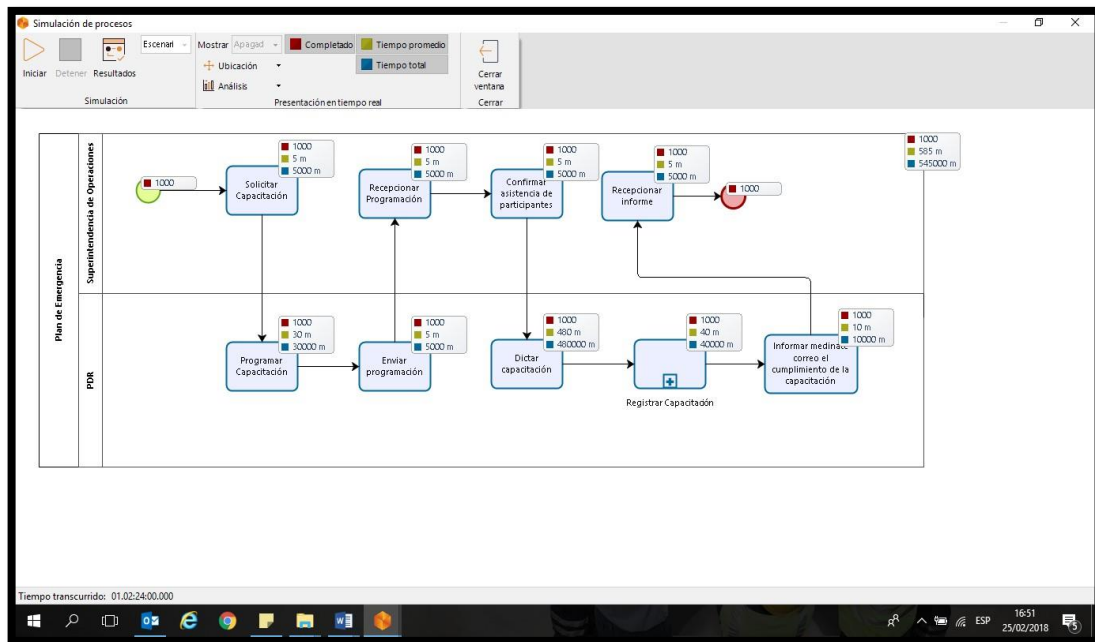 Simulación de procesos
Iniciar
Detener
Resultados
Escenari
Simulación
Mostrar
Apagad
Completado
Tiempo promedio
Ubicación
Tiempo total
Análisis
Presentación en tiempo real
Cerrar
ventana
Cerrar
Plan de Emergencia
Superintendencia de Operaciones
1000
Solicitar
Capacitación
1000
5 m
5000 m
Recepcionar
Programación
1000
5 m
5000 m
Confirmar
asistencia de
participantes
1000
5 m
5000 m
Recepcionar
informe
1000
5 m
5000 m
1000
1000
585 m
545000 m
PDR
Programar
Capacitación
1000
30 m
30000 m
Enviar
programación
1000
5 m
5000 m
Dictar
capacitación
1000
480 m
480000 m
1000
40 m
40000 m
Registrar Capacitación
Informar medinate
correo el
cumplimiento de la
capacitación
1000
10 m
10000 m
Tiempo transcurrido: 01.02:24:00.000
ESP
16:51
25/02/2018
5